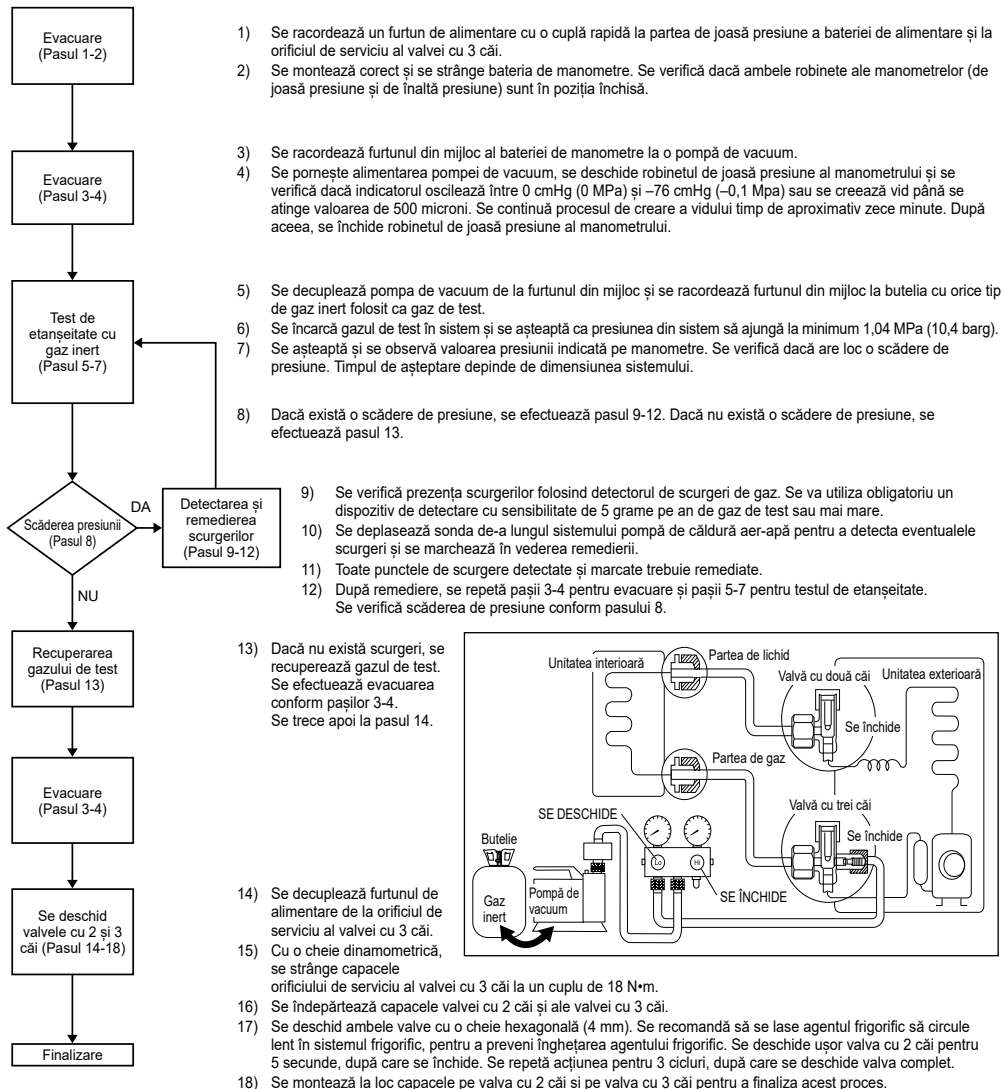 Evacuare
(Pasul 1-2)
1) Se racordează un furtun de alimentare cu o cuplă rapidă la partea de joasă presiune a bateriei de alimentare și la
orificiul de serviciu al valvei cu 3 căi.
2) Se montează corect și se strânge bateria de manometre. Se verifică dacă ambele robinete ale manometrelor (de
joasă presiune și de înaltă presiune) sunt în poziția închisă.
Evacuare
(Pasul 3-4)
3) Se racordează furtunul din mijloc al bateriei de manometre la o pompă de vacuum.
4) Se pornește alimentarea pompei de vacuum, se deschide robinetul de joasă presiune al manometrului și se
verifică dacă indicatorul oscilează între 0 cmHg (0 MPa) și –76 cmHg (–0,1 Mpa) sau se creează vid până se
atinge valoarea de 500 microni. Se continuă procesul de creare a vidului timp de aproximativ zece minute. După
aceea, se închide robinetul de joasă presiune al manometrului.
Test de
etanșeitate cu
gaz inert
(Pasul 5-7)
5) Se decuplează pompa de vacuum de la furtunul din mijloc și se racordează furtunul din mijloc la butelia cu orice tip
de gaz inert folosit ca gaz de test.
6) Se încarcă gazul de test în sistem și se așteaptă ca presiunea din sistem să ajungă la minimum 1,04 MPa (10,4 barg).
7) Se așteaptă și se observă valoarea presiunii indicată pe manometre. Se verifică dacă are loc o scădere de
presiune. Timpul de așteptare depinde de dimensiunea sistemului.
8) Dacă există o scădere de presiune, se efectuează pasul 9-12. Dacă nu există o scădere de presiune, se
efectuează pasul 13.
Scăderea presiunii
(Pasul 8)
DA
NU
Detectarea și
remedierea
scurgerilor
(Pasul 9-12)
9) Se verifică prezența scurgerilor folosind detectorul de scurgeri de gaz. Se va utiliza obligatoriu un
dispozitiv de detectare cu sensibilitate de 5 grame pe an de gaz de test sau mai mare.
10) Se deplasează sonda de-a lungul sistemului pompă de căldură aer-apă pentru a detecta eventualele
scurgeri și se marchează în vederea remedierii.
11) Toate punctele de scurgere detectate și marcate trebuie remediate.
12) După remediere, se repetă pașii 3-4 pentru evacuare și pașii 5-7 pentru testul de etanșeitate.
Se verifică scăderea de presiune conform pasului 8.
Recuperarea
gazului de test
(Pasul 13)
13) Dacă nu există scurgeri, se
recuperează gazul de test.
Se efectuează evacuarea
conform pașilor 3-4.
Se trece apoi la pasul 14.
Unitatea interioară
Partea de lichid
Valvă cu două căi
Unitatea exterioară
Se închide
Partea de gaz
Valvă cu trei căi
Se închide
SE DESCHIDE
Lo
Hi
SE ÎNCHIDE
Butelie
Gaz
inert
Pompă de
vacuum
Evacuare
(Pasul 3-4)
Se deschid
valvele cu 2 și 3
căi (Pasul 14-18)
14) Se decuplează furtunul de
alimentare de la orificiul de
serviciu al valvei cu 3 căi.
15) Cu o cheie dinamometrică,
se strânge capacele
orificiului de serviciu al valvei cu 3 căi la un cuplu de 18 N•m.
16) Se îndepărtează capacele valvei cu 2 căi și ale valvei cu 3 căi.
17) Se deschid ambele valve cu o cheie hexagonală (4 mm). Se recomandă să se lase agentul frigorific să circule
lent în sistemul frigorific, pentru a preveni înghețarea agentului frigorific. Se deschide ușor valva cu 2 căi pentru
5 secunde, după care se închide. Se repetă acțiunea pentru 3 cicluri, după care se deschide valva complet.
18) Se montează la loc capacele pe valva cu 2 căi și pe valva cu 3 căi pentru a finaliza acest proces.
Finalizare